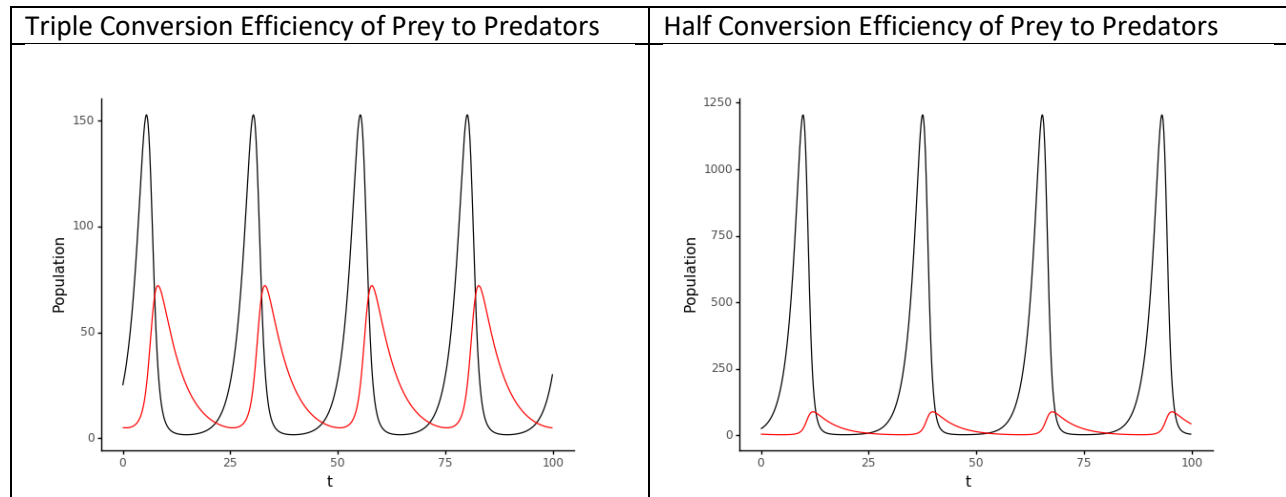 Triple Conversion Efficiency of Prey to Predators
Half Conversion Efficiency of Prey to Predators
150
100
50
0
Population
0 25 50 75 100
t
1250
1000
750
500
250
0
Population
0 25 50 75 100
t